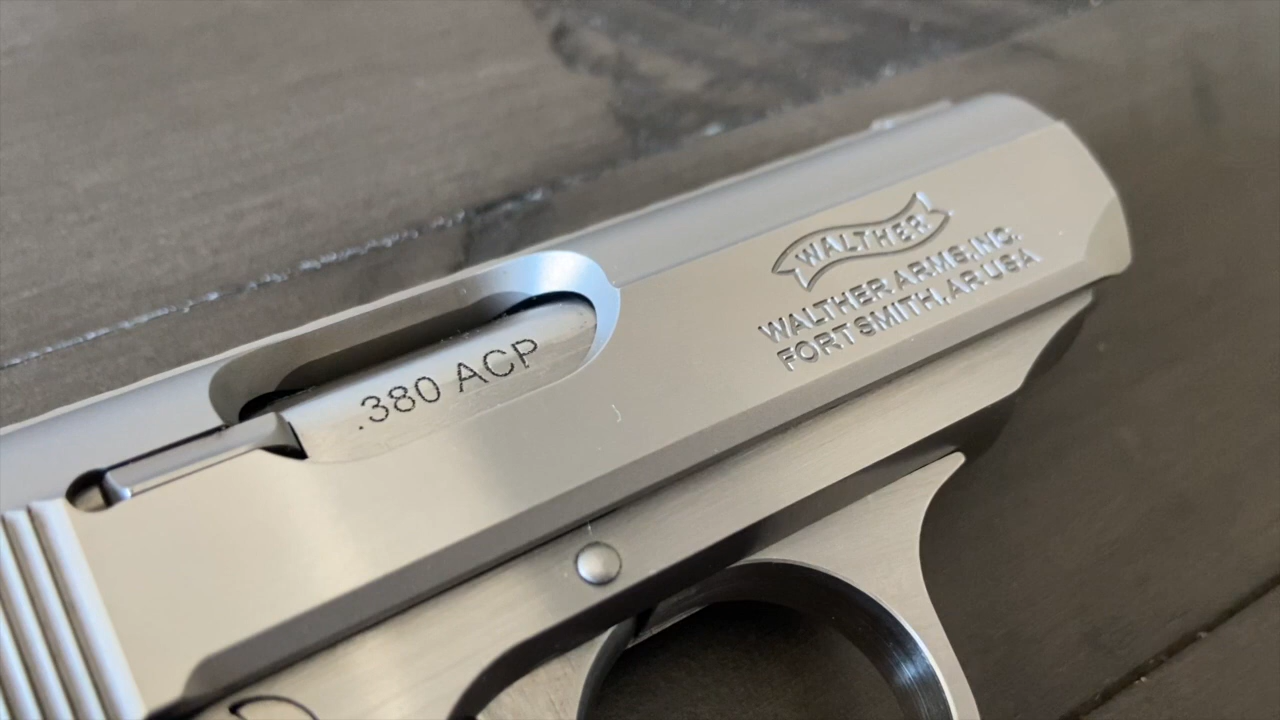 WALTHER
WALTHER ARMS, INC.
FORT SMITH, AR USA
.380 ACP